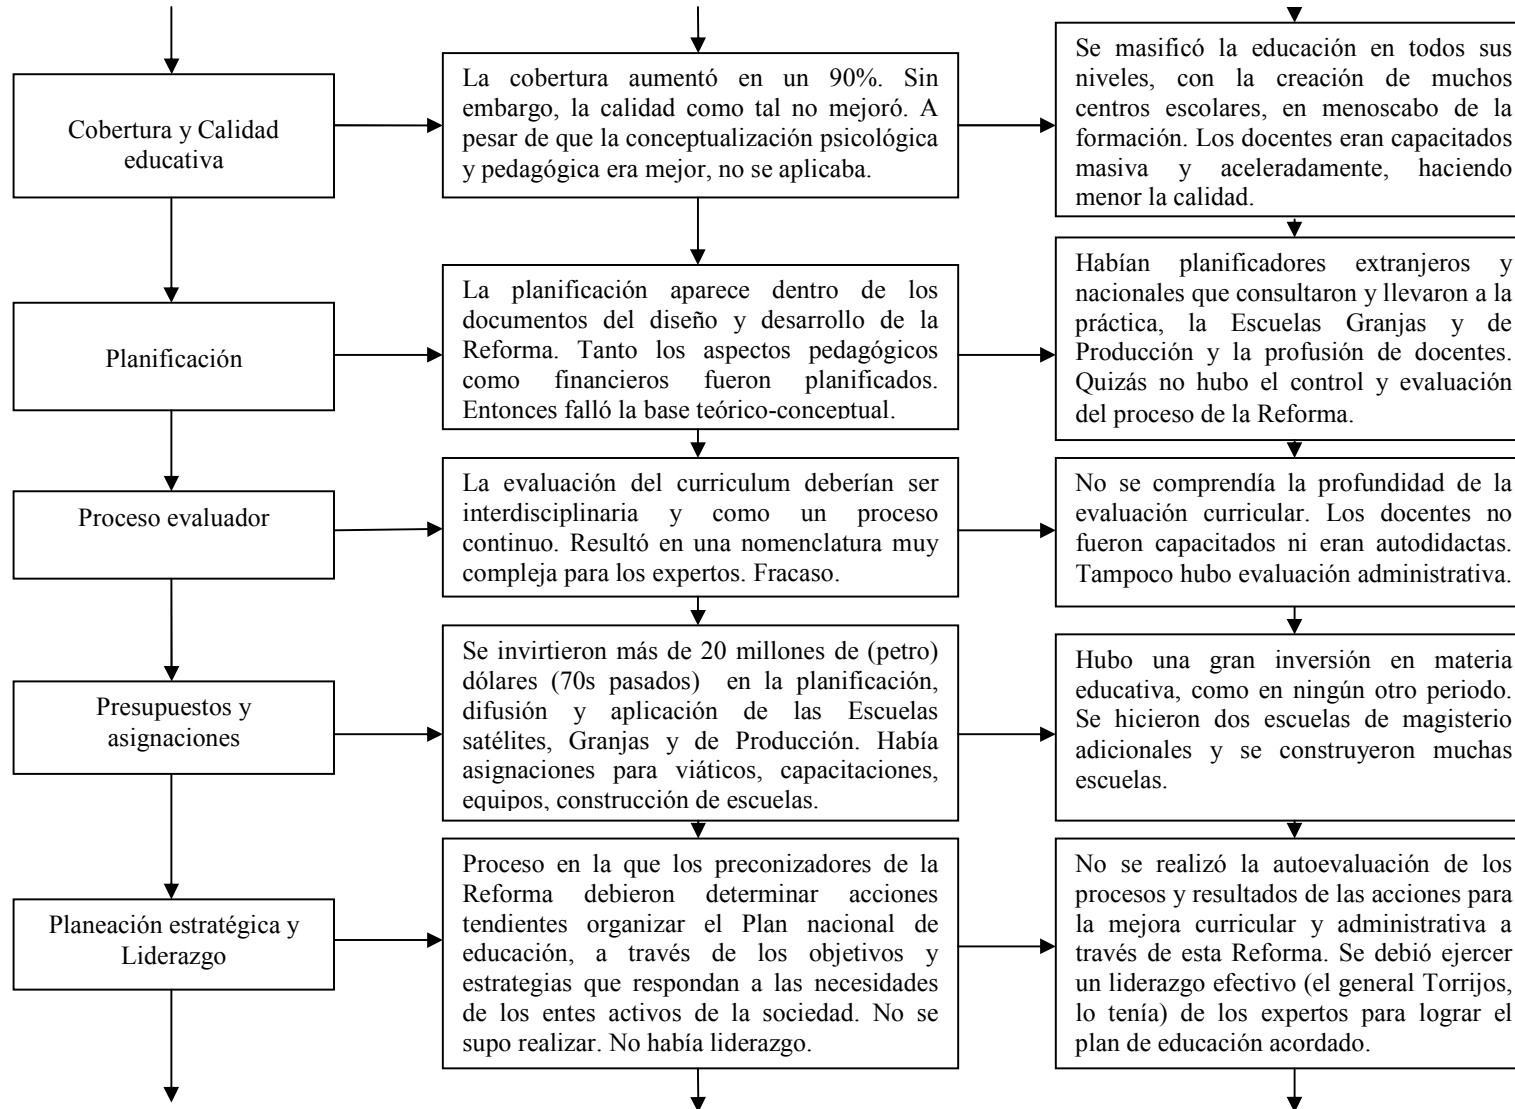 Cobertura y Calidad
educativa
La cobertura aumentó en un 90%. Sin
embargo, la calidad como tal no mejoró. A
pesar de que la conceptualización psicológica
y pedagógica era mejor, no se aplicaba.
Se masificó la educación en todos sus
niveles, con la creación de muchos
centros escolares, en menoscabo de la
formación. Los docentes eran capacitados
masiva y aceleradamente, haciendo
menor la calidad.
Planificación
La planificación aparece dentro de los
documentos del diseño y desarrollo de la
Reforma. Tanto los aspectos pedagógicos
como financieros fueron planificados.
Entonces falló la base teórico-conceptual.
Habían planificadores extranjeros y
nacionales que consultaron y llevaron a la
práctica, la Escuelas Granjas y de
Producción y la profusión de docentes.
Quizás no hubo el control y evaluación
del proceso de la Reforma.
Proceso evaluador
La evaluación del curriculum deberían ser
interdisciplinaria y como un proceso
continuo. Resultó en una nomenclatura muy
compleja para los expertos. Fracaso.
No se comprendía la profundidad de la
evaluación curricular. Los docentes no
fueron capacitados ni eran autodidactas.
Tampoco hubo evaluación administrativa.
Presupuestos y
asignaciones
Se invirtieron más de 20 millones de (petro)
dólares (70s pasados) en la planificación,
difusión y aplicación de las Escuelas
satélites, Granjas y de Producción. Había
asignaciones para viáticos, capacitaciones,
equipos, construcción de escuelas.
Hubo una gran inversión en materia
educativa, como en ningún otro periodo.
Se hicieron dos escuelas de magisterio
adicionales y se construyeron muchas
escuelas.
Planeación estratégica y
Liderazgo
Proceso en la que los preconizadores de la
Reforma debieron determinar acciones
tendientes organizar el Plan nacional de
educación, a través de los objetivos y
estrategias que respondan a las necesidades
de los entes activos de la sociedad. No se
supo realizar. No había liderazgo.
No se realizó la autoevaluación de los
procesos y resultados de las acciones para
la mejora curricular y administrativa a
través de esta Reforma. Se debió ejercer
un liderazgo efectivo (el general Torrijos,
lo tenía) de los expertos para lograr el
plan de educación acordado.